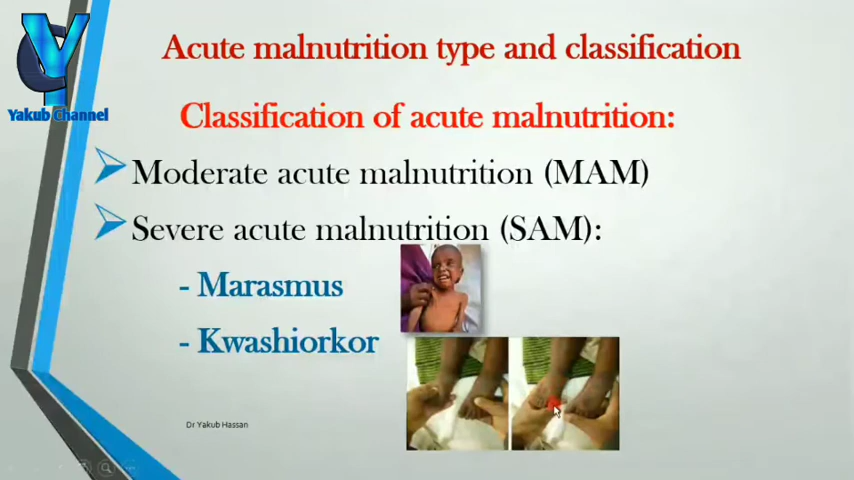 Acute malnutrition type and classification
Yakub Channel
Classification of acute malnutrition:
Moderate acute malnutrition (MAM)
Severe acute malnutrition (SAM):
- Marasmus
- Kwashiorkor
Dr Yakub Hassan